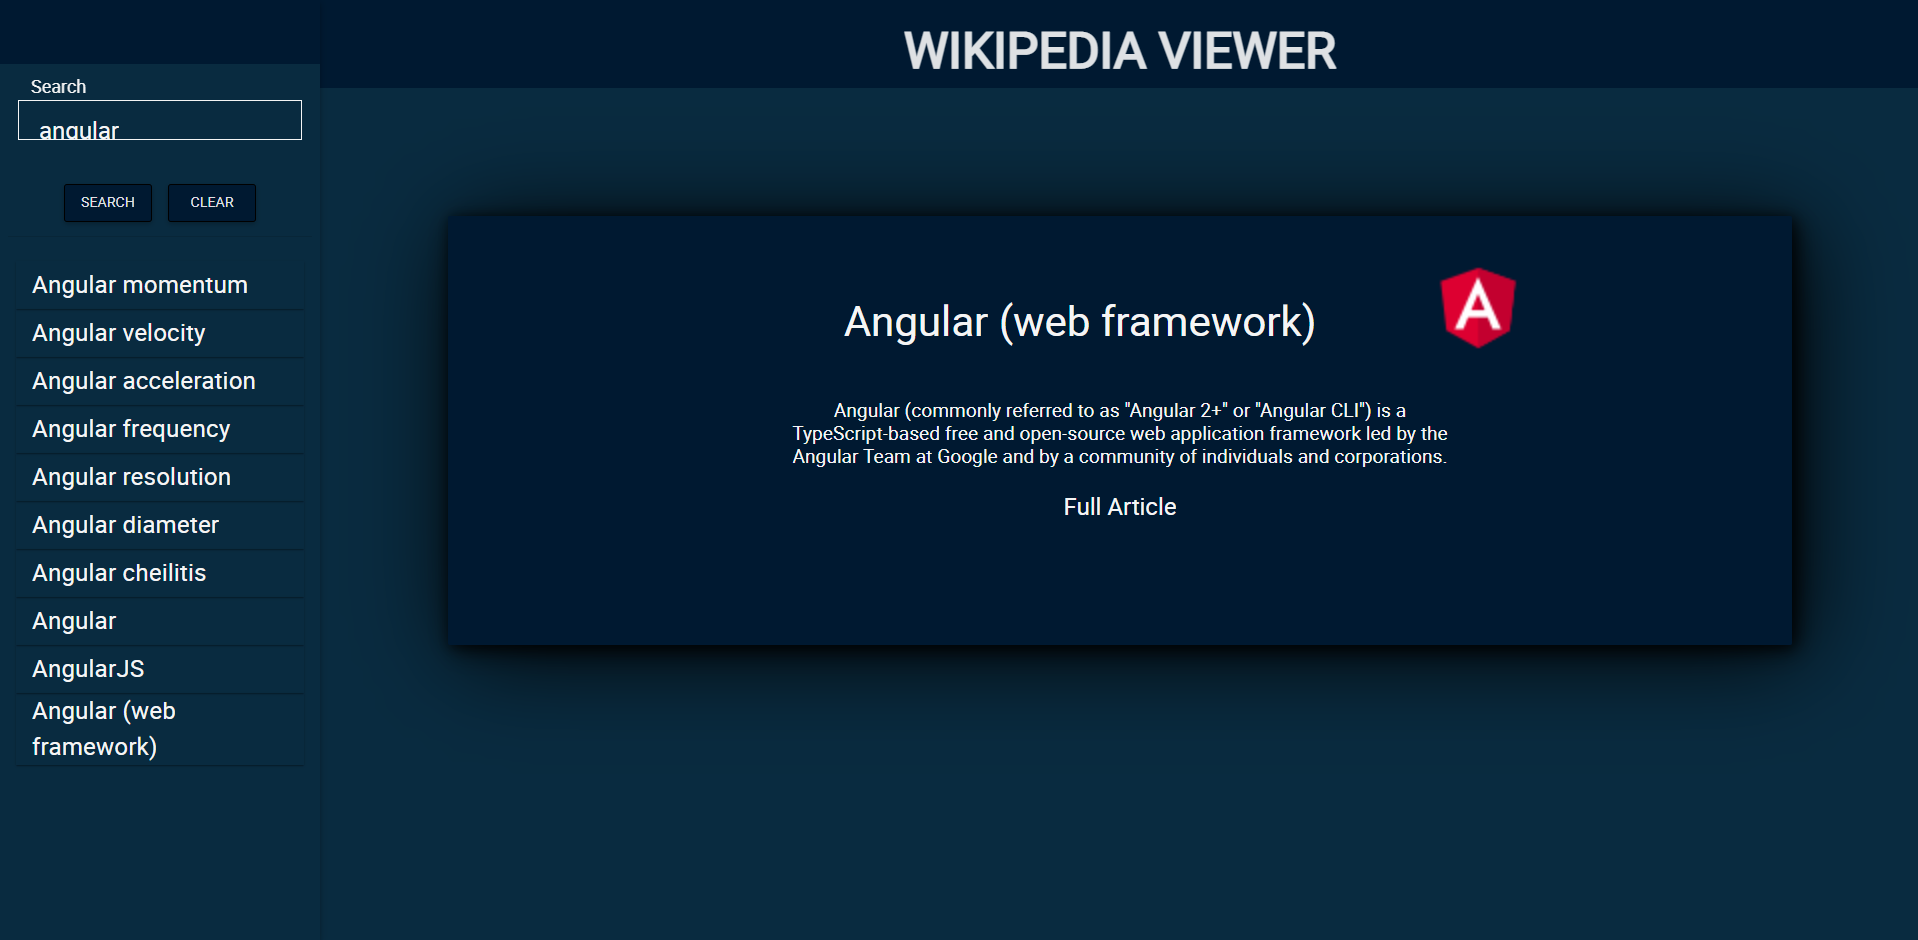 WIKIPEDIA VIEWER
Search
angular
SEARCH
CLEAR
Angular momentum
Angular velocity
Angular acceleration
Angular frequency
Angular resolution
Angular diameter
Angular cheilitis
Angular
AngularJS
Angular (web
framework)
Angular (web framework)
A
Angular (commonly referred to as "Angular 2+" or "Angular CLI") is a
TypeScript-based free and open-source web application framework led by the
Angular Team at Google and by a community of individuals and corporations.
Full Article